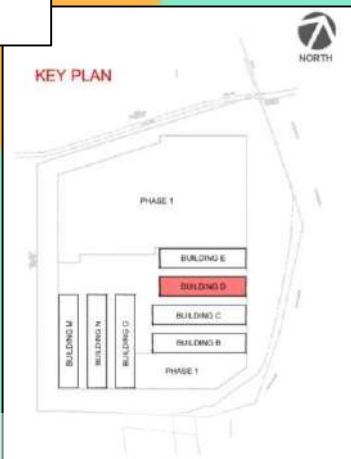 NORTH
KEY PLAN
PHASE 1
BUILDING E
BUILDING D
BUILDING C
BUILDING B
BUILDING M
BUILDING N
BUILDING O
PHASE 1